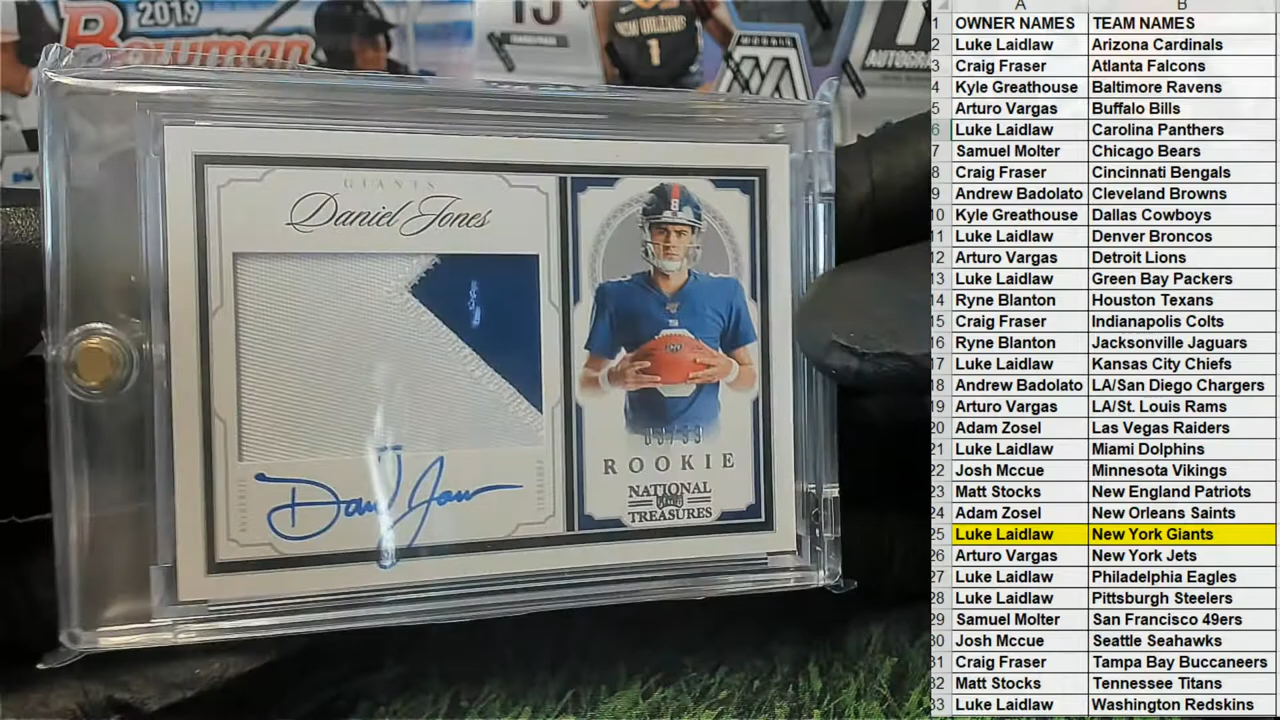 2019
Bowman
NEW ORLEANS
1
MOSAIC
AUTOGRA
GIANTS
Daniel Jones
8
ROOKIE
NATIONAL
TREASURES
A
B
1 OWNER NAMES TEAM NAMES
2 Luke Laidlaw Arizona Cardinals
3 Craig Fraser Atlanta Falcons
4 Kyle Greathouse Baltimore Ravens
5 Arturo Vargas Buffalo Bills
6 Luke Laidlaw Carolina Panthers
7 Samuel Molter Chicago Bears
8 Craig Fraser Cincinnati Bengals
9 Andrew Badolato Cleveland Browns
10 Kyle Greathouse Dallas Cowboys
11 Luke Laidlaw Denver Broncos
12 Arturo Vargas Detroit Lions
13 Luke Laidlaw Green Bay Packers
14 Ryne Blanton Houston Texans
15 Craig Fraser Indianapolis Colts
16 Ryne Blanton Jacksonville Jaguars
17 Luke Laidlaw Kansas City Chiefs
18 Andrew Badolato LA/San Diego Chargers
19 Arturo Vargas LA/St. Louis Rams
20 Adam Zosel Las Vegas Raiders
21 Luke Laidlaw Miami Dolphins
22 Josh Mccue Minnesota Vikings
23 Matt Stocks New England Patriots
24 Adam Zosel New Orleans Saints
25 Luke Laidlaw New York Giants
26 Arturo Vargas New York Jets
27 Luke Laidlaw Philadelphia Eagles
28 Luke Laidlaw Pittsburgh Steelers
29 Samuel Molter San Francisco 49ers
30 Josh Mccue Seattle Seahawks
31 Craig Fraser Tampa Bay Buccaneers
32 Matt Stocks Tennessee Titans
33 Luke Laidlaw Washington Redskins